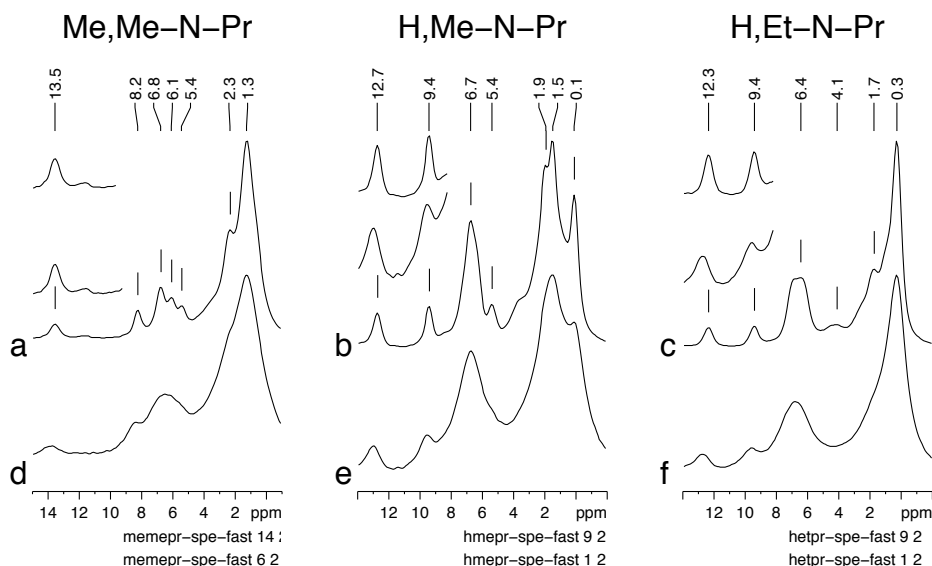 Me,Me–N–Pr
H,Me–N–Pr
H,Et–N–Pr
13.5 8.2 6.8 6.1 5.4 2.3 1.3
12.7 9.4 6.7 5.4 1.9 1.5 0.1
12.3 9.4 6.4 4.1 1.7 0.3
a
b
c
d
e
f
14 12 10 8 6 4 2 ppm
12 10 8 6 4 2 ppm
12 10 8 6 4 2 ppm
memepr-spe-fast 14
memepr-spe-fast 6 2
hmepr-spe-fast 9 2
hmepr-spe-fast 1 2
hetpr-spe-fast 9 2
hetpr-spe-fast 1 2